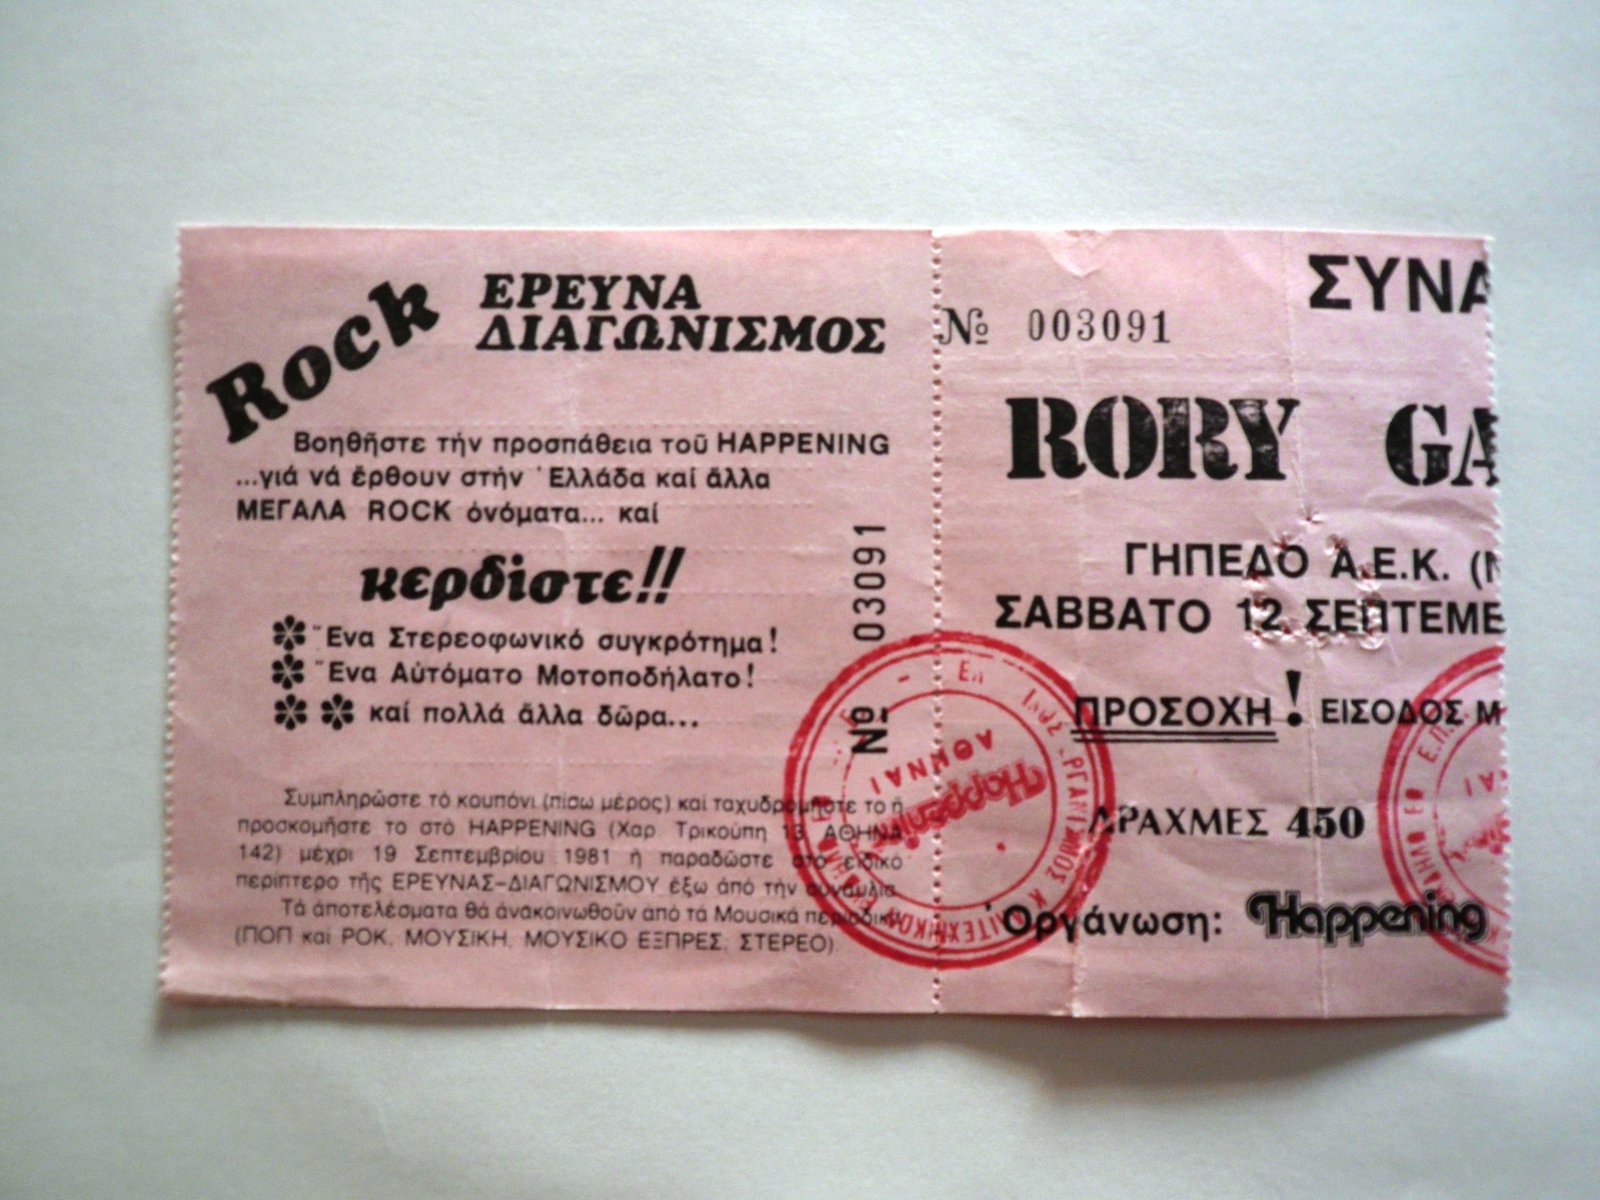 Rock
ΕΡΕΥΝΑ
ΔΙΑΓΩΝΙΣΜΟΣ
Βοηθῆστε τήν προσπάθεια τοῦ HAPPENING
...γιά νά ἔρθουν στήν Ἑλλάδα καί ἄλλα
ΜΕΓΑΛΑ ROCK ὀνόματα... καί
κερδίστε!!
Ἕνα Στερεοφωνικό συγκρότημα!
Ἕνα Αὐτόματο Μοτοποδήλατο!
καί πολλά ἄλλα δῶρα...
Συμπληρῶστε τό κουπόνι (πίσω μέρος) καί ταχυδρομῆστε το ἤ
προσκομῆστε το στό HAPPENING (Χαρ. Τρικούπη 13, ΑΘΗΝΑ
142) μέχρι 19 Σεπτεμβρίου 1981 ἤ παραδῶστε στό εἰδικό
περίπτερο τῆς ΕΡΕΥΝΑΣ-ΔΙΑΓΩΝΙΣΜΟΥ ἔξω ἀπό τήν συναυλία.
Τά ἀποτελέσματα θά ἀνακοινωθοῦν ἀπό τά Μουσικά περιοδικά
(ΠΟΠ καί ΡΟΚ, ΜΟΥΣΙΚΗ, ΜΟΥΣΙΚΟ ΕΞΠΡΕΣ, ΣΤΕΡΕΟ)
№ 03091
ΣΥΝΑ
№ 003091
RORY GA
ΓΗΠΕΔΟ Α.Ε.Κ. (Ν
ΣΑΒΒΑΤΟ 12 ΣΕΠΤΕΜΒ
ΠΡΟΣΟΧΗ! ΕΙΣΟΔΟΣ Μ
ΔΡΑΧΜΕΣ 450
Ὀργάνωση: Happening
Happening
ΑΘΗΝΑΙ